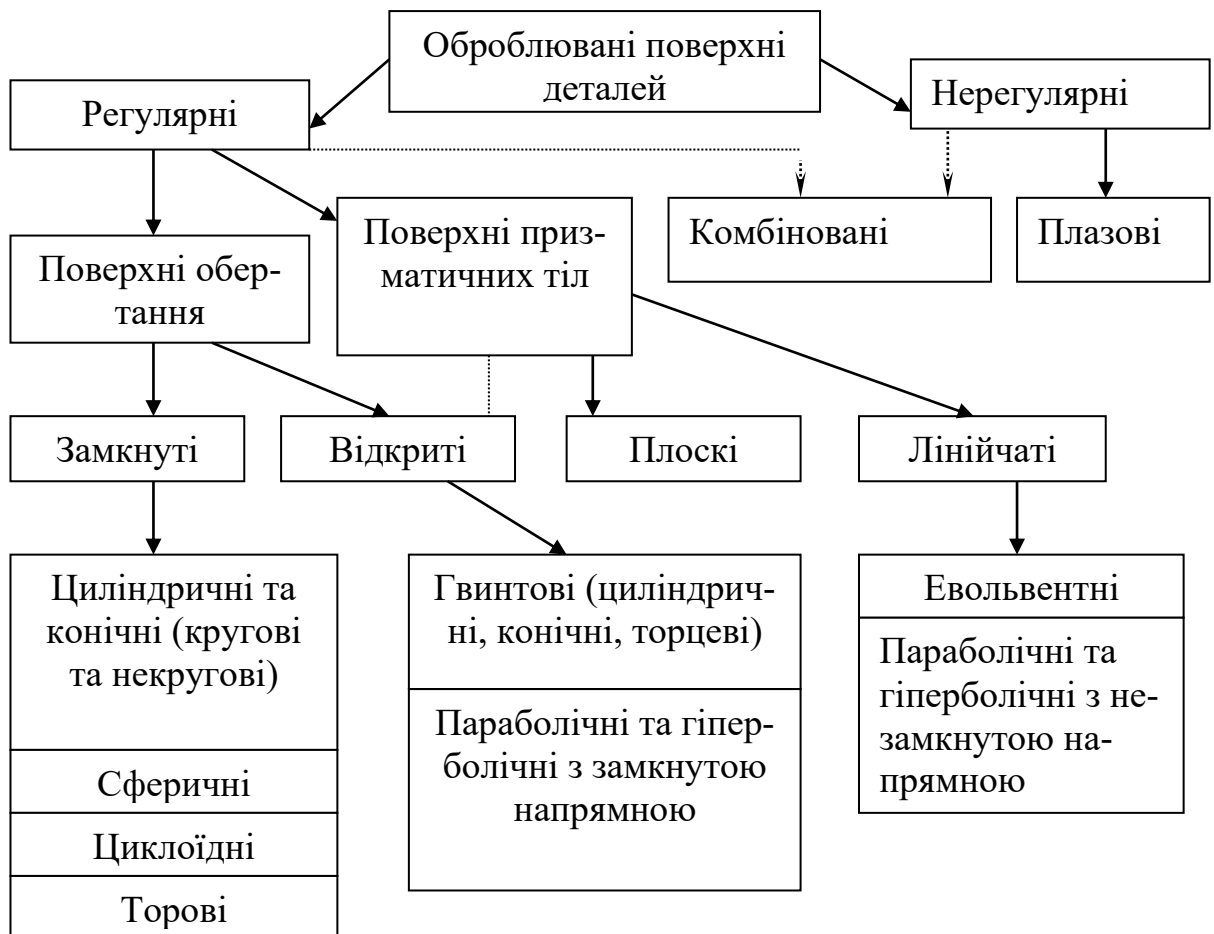 Оброблювані поверхні
деталей
Регулярні
Нерегулярні
Поверхні приз-
матичних тіл
Комбіновані
Плазові
Поверхні обер-
тання
Замкнуті
Відкриті
Плоскі
Лінійчаті
Циліндричні та
конічні (кругові
та некругові)
Сферичні
Циклоїдні
Торові
Гвинтові (циліндрич-
ні, конічні, торцеві)
Параболічні та гіпер-
болічні з замкнутою
напрямною
Евольвентні
Параболічні та
гіперболічні з не-
замкнутою на-
прямною